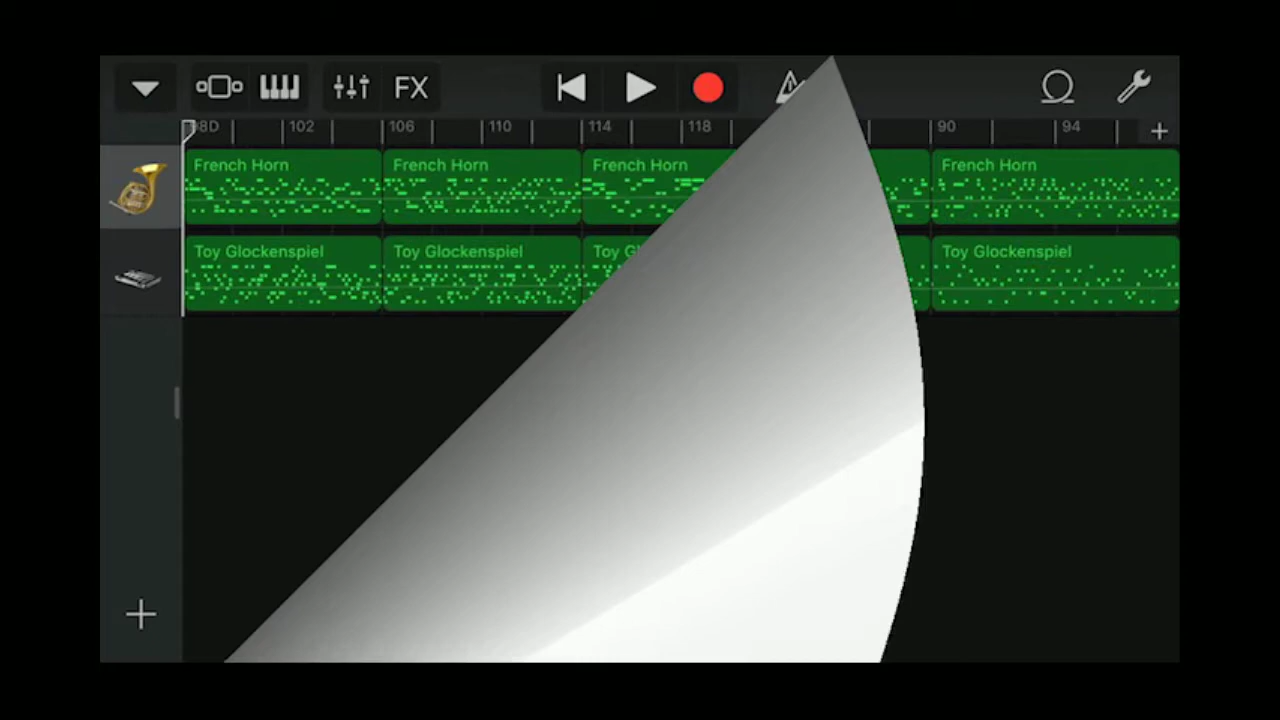 FX
98D 102 106 110 114 118 90 94
French Horn French Horn French Horn French Horn
Toy Glockenspiel Toy Glockenspiel Toy Toy Glockenspiel